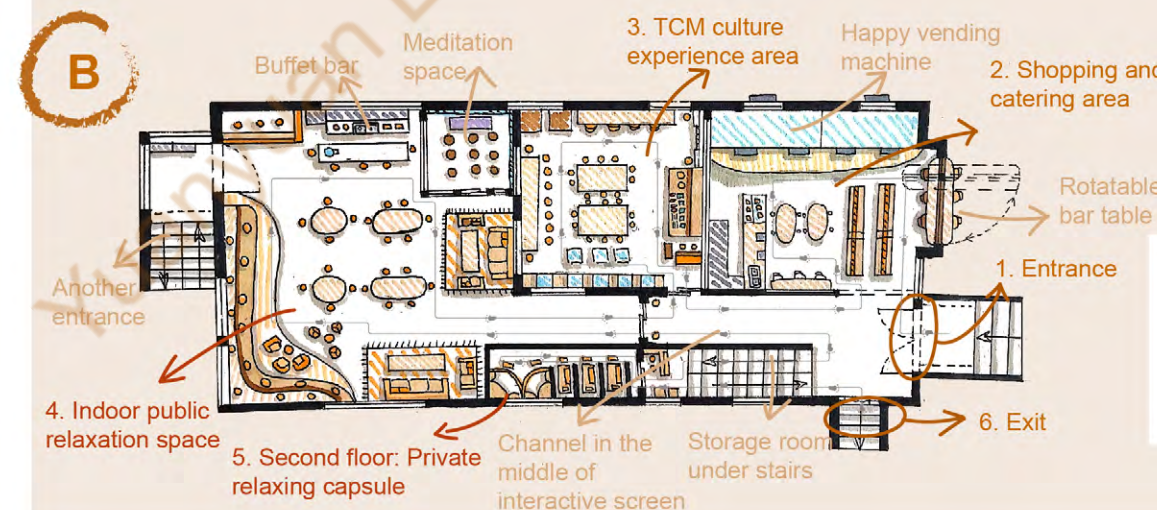 B
Buffet bar
Meditation
space
3. TCM culture
experience area
Happy vending
machine
2. Shopping and
catering area
Rotatable
bar table
1. Entrance
Another
entrance
4. Indoor public
relaxation space
5. Second floor: Private
relaxing capsule
Channel in the
middle of
interactive screen
Storage room
under stairs
6. Exit